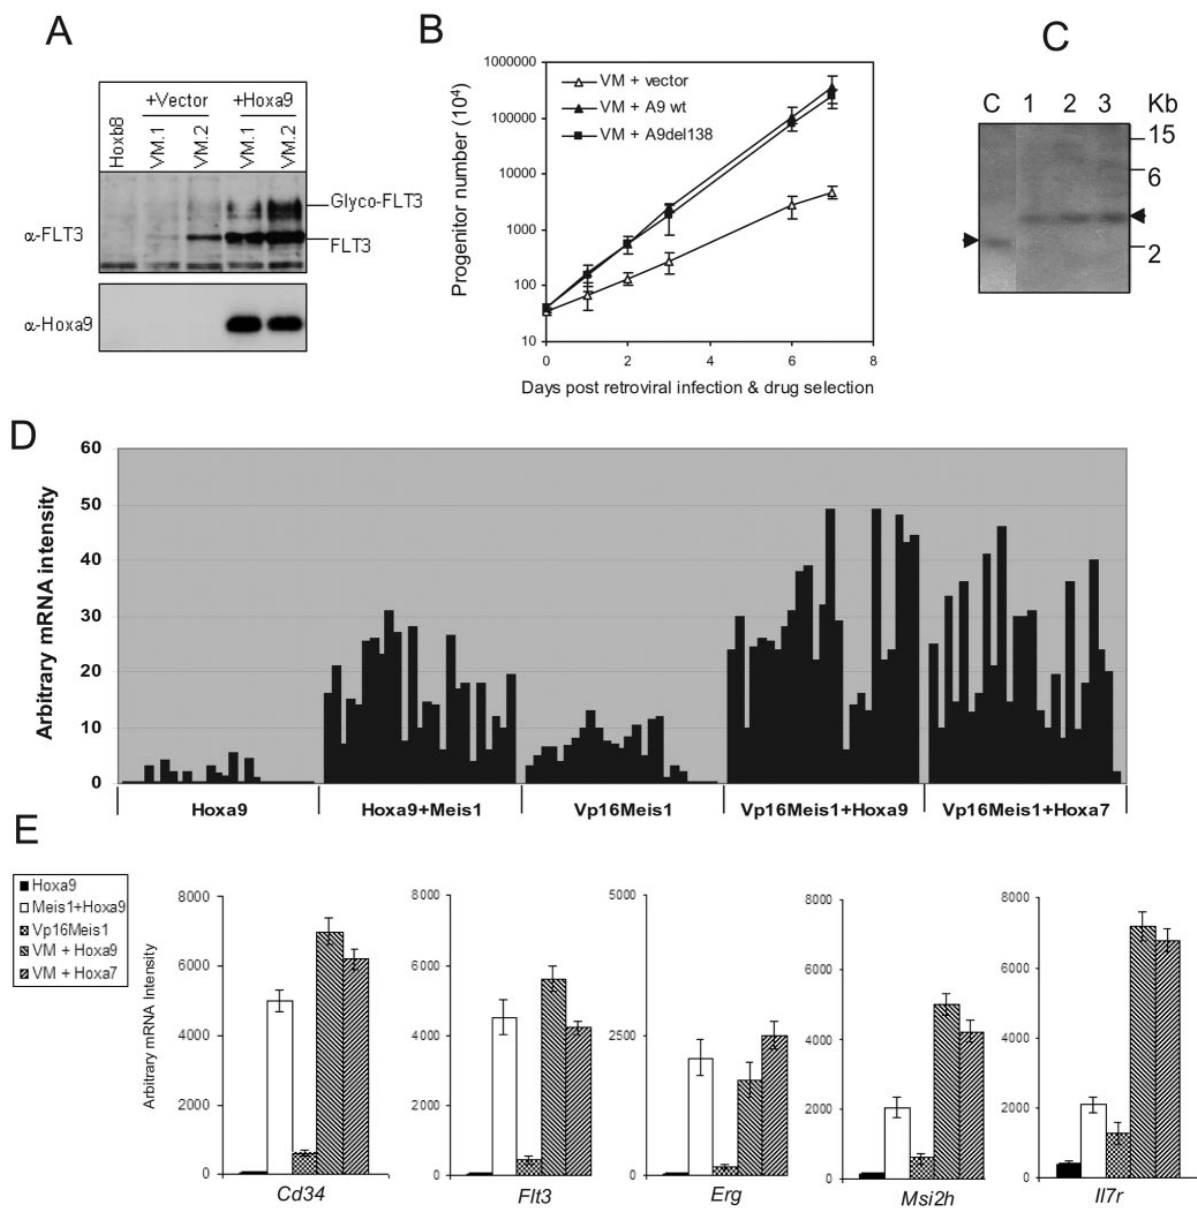 A
+Vector
+Hoxa9
Hoxb8
VM.1
VM.2
VM.1
VM.2
α-FLT3
Glyco-FLT3
FLT3
α-Hoxa9
B
Progenitor number (10⁴)
1000000
100000
10000
1000
100
10
VM + vector
VM + A9 wt
VM + A9del138
0
2
4
6
8
Days post retroviral infection & drug selection
C
C 1 2 3 Kb
15
6
2
D
Arbitrary mRNA intensity
60
50
40
30
20
10
0
Hoxa9
Hoxa9+Meis1
Vp16Meis1
Vp16Meis1+Hoxa9
Vp16Meis1+Hoxa7
E
Hoxa9
Meis1+Hoxa9
Vp16Meis1
VM + Hoxa9
VM + Hoxa7
Arbitrary mRNA Intensity
8000
6000
4000
2000
0
Cd34
8000
6000
4000
2000
0
Flt3
5000
2500
0
Erg
8000
6000
4000
2000
0
Msi2h
8000
6000
4000
2000
0
Il7r